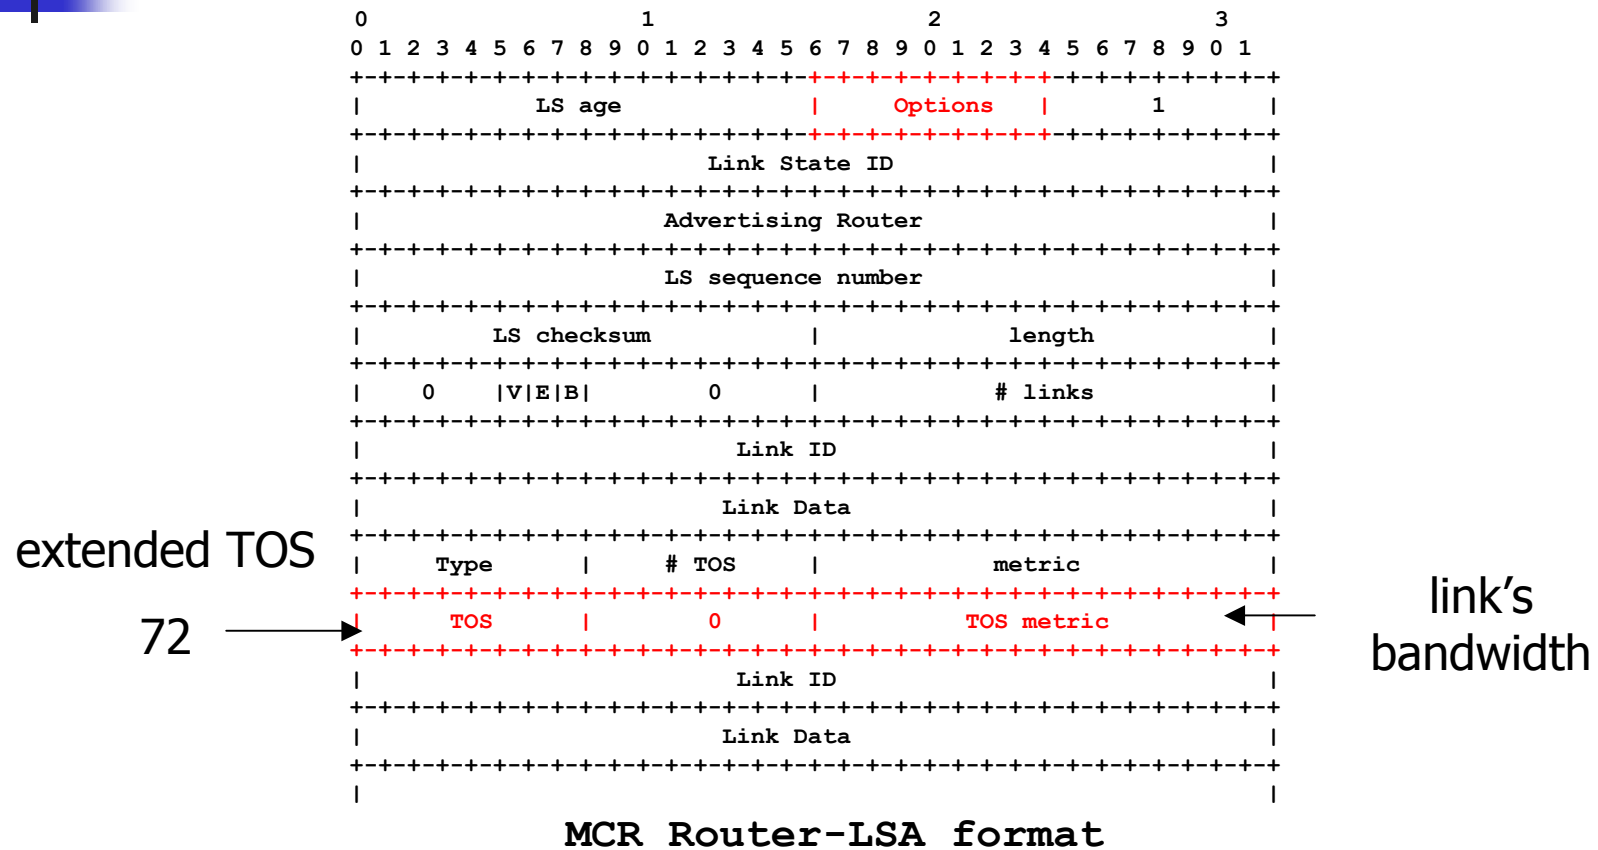 0                   1                   2                   3
0 1 2 3 4 5 6 7 8 9 0 1 2 3 4 5 6 7 8 9 0 1 2 3 4 5 6 7 8 9 0 1
+-+-+-+-+-+-+-+-+-+-+-+-+-+-+-+-+-+-+-+-+-+-+-+-+-+-+-+-+-+-+-+-+
|            LS age             |     Options   |       1       |
+-+-+-+-+-+-+-+-+-+-+-+-+-+-+-+-+-+-+-+-+-+-+-+-+-+-+-+-+-+-+-+-+
|                        Link State ID                          |
+-+-+-+-+-+-+-+-+-+-+-+-+-+-+-+-+-+-+-+-+-+-+-+-+-+-+-+-+-+-+-+-+
|                     Advertising Router                        |
+-+-+-+-+-+-+-+-+-+-+-+-+-+-+-+-+-+-+-+-+-+-+-+-+-+-+-+-+-+-+-+-+
|                     LS sequence number                        |
+-+-+-+-+-+-+-+-+-+-+-+-+-+-+-+-+-+-+-+-+-+-+-+-+-+-+-+-+-+-+-+-+
|         LS checksum           |             length            |
+-+-+-+-+-+-+-+-+-+-+-+-+-+-+-+-+-+-+-+-+-+-+-+-+-+-+-+-+-+-+-+-+
|    0    |V|E|B|        0      |            # links            |
+-+-+-+-+-+-+-+-+-+-+-+-+-+-+-+-+-+-+-+-+-+-+-+-+-+-+-+-+-+-+-+-+
|                          Link ID                              |
+-+-+-+-+-+-+-+-+-+-+-+-+-+-+-+-+-+-+-+-+-+-+-+-+-+-+-+-+-+-+-+-+
|                         Link Data                             |
+-+-+-+-+-+-+-+-+-+-+-+-+-+-+-+-+-+-+-+-+-+-+-+-+-+-+-+-+-+-+-+-+
extended TOS
|     Type      |     # TOS     |            metric             |
+-+-+-+-+-+-+-+-+-+-+-+-+-+-+-+-+-+-+-+-+-+-+-+-+-+-+-+-+-+-+-+-+
link’s
72
|      TOS      |        0      |          TOS metric           |
bandwidth
+-+-+-+-+-+-+-+-+-+-+-+-+-+-+-+-+-+-+-+-+-+-+-+-+-+-+-+-+-+-+-+-+
|                          Link ID                              |
+-+-+-+-+-+-+-+-+-+-+-+-+-+-+-+-+-+-+-+-+-+-+-+-+-+-+-+-+-+-+-+-+
|                         Link Data                             |
+-+-+-+-+-+-+-+-+-+-+-+-+-+-+-+-+-+-+-+-+-+-+-+-+-+-+-+-+-+-+-+-+
|                                                               |
MCR Router-LSA format